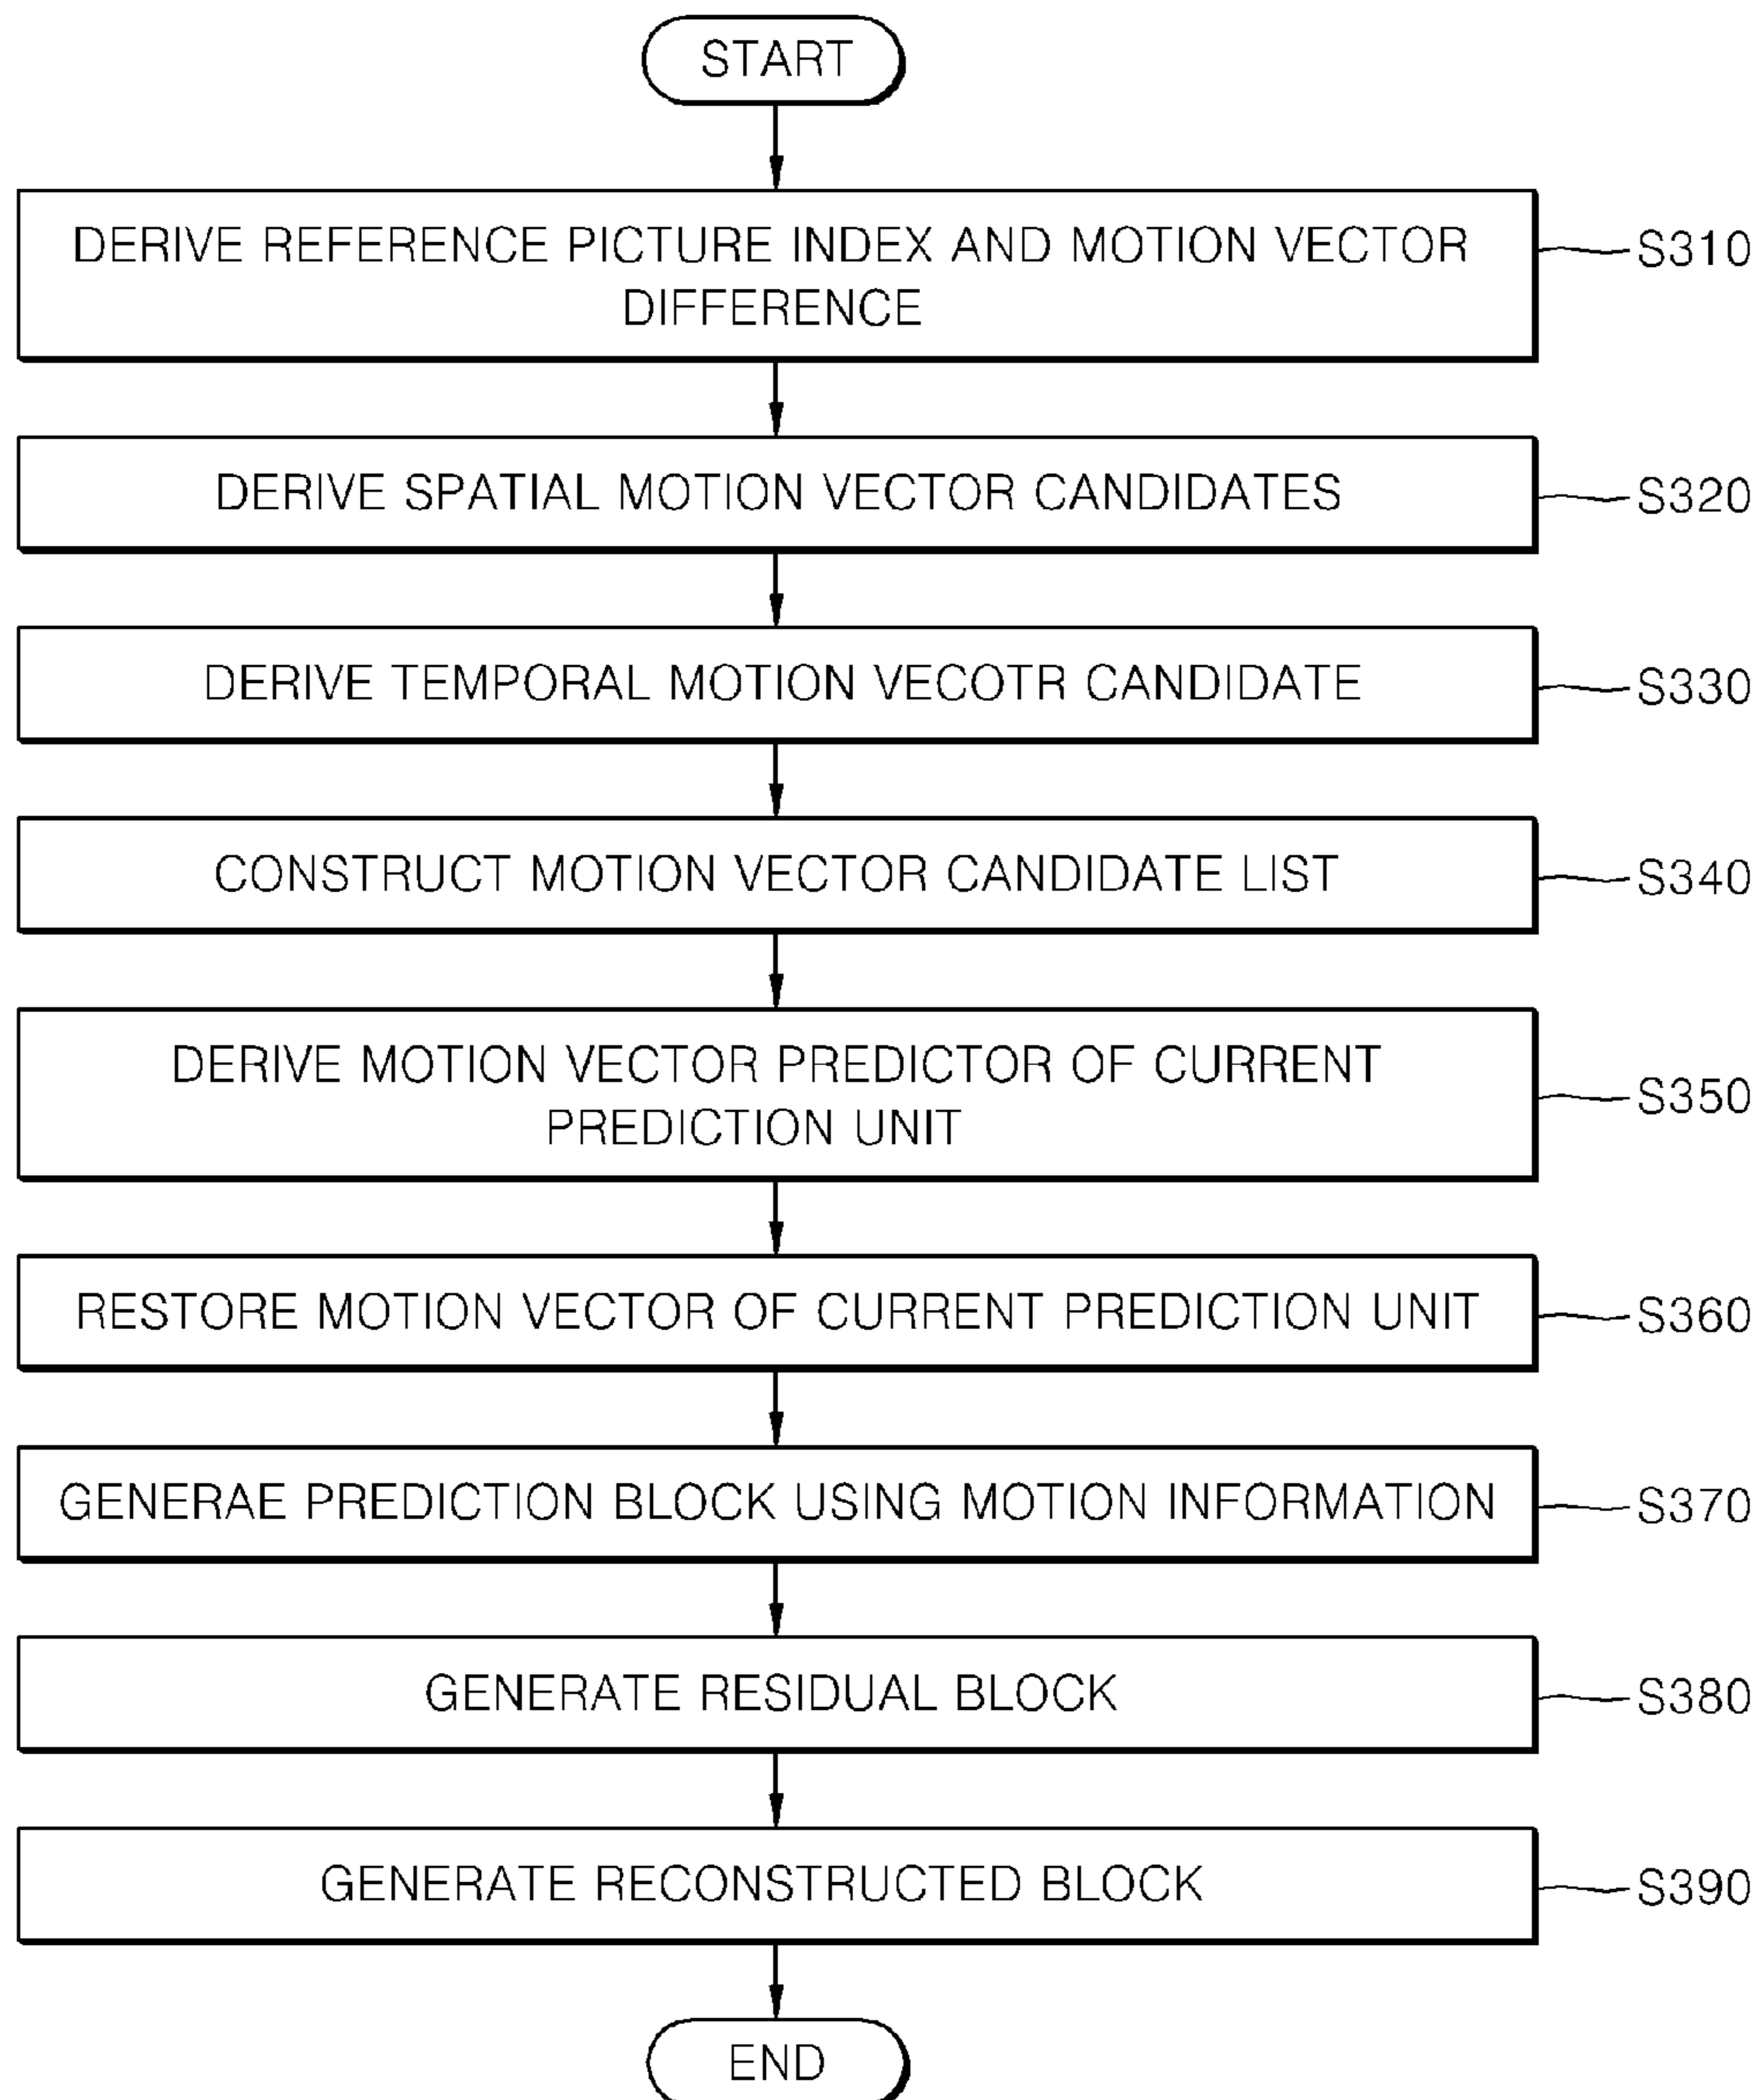 START
DERIVE REFERENCE PICTURE INDEX AND MOTION VECTOR
DIFFERENCE
S310
DERIVE SPATIAL MOTION VECTOR CANDIDATES
S320
DERIVE TEMPORAL MOTION VECOTR CANDIDATE
S330
CONSTRUCT MOTION VECTOR CANDIDATE LIST
S340
DERIVE MOTION VECTOR PREDICTOR OF CURRENT
PREDICTION UNIT
S350
RESTORE MOTION VECTOR OF CURRENT PREDICTION UNIT
S360
GENERAE PREDICTION BLOCK USING MOTION INFORMATION
S370
GENERATE RESIDUAL BLOCK
S380
GENERATE RECONSTRUCTED BLOCK
S390
END